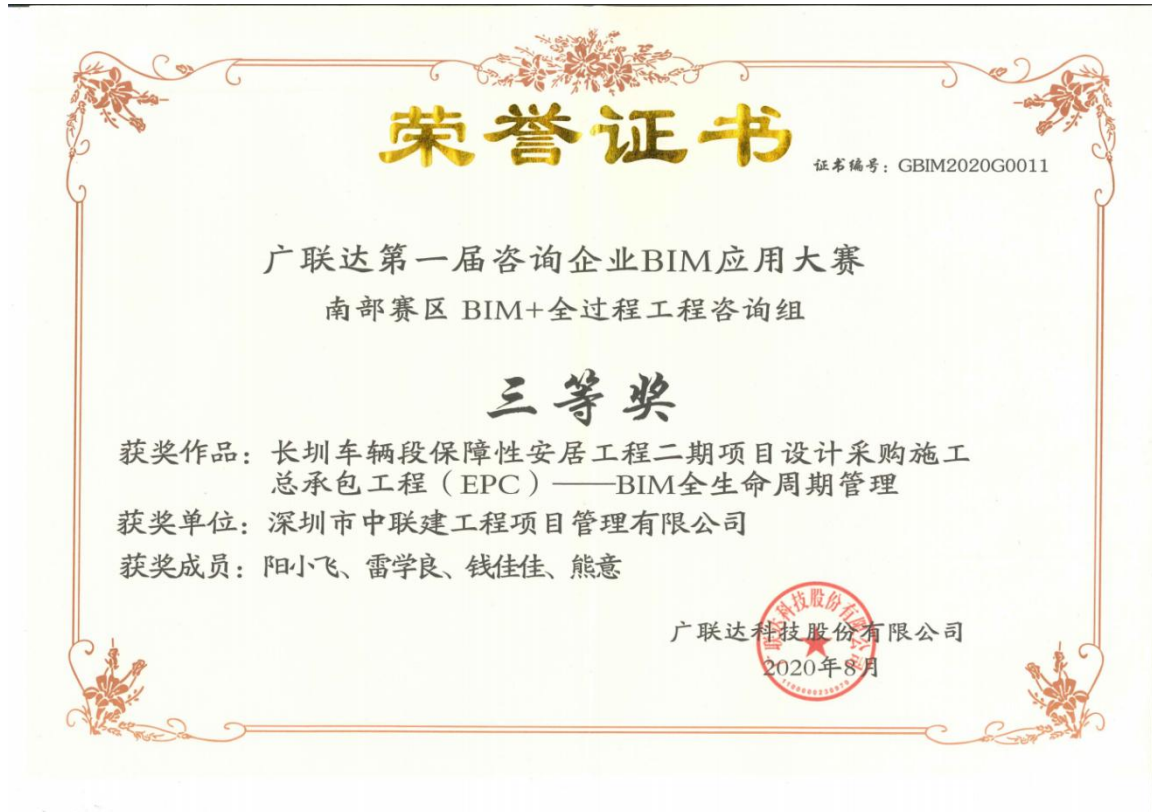 荣誉证书
证书编号：GBIM2020G0011
广联达第一届咨询企业BIM应用大赛
南部赛区 BIM+全过程工程咨询组
三等奖
获奖作品：长圳车辆段保障性安居工程二期项目设计采购施工
总承包工程（EPC）——BIM全生命周期管理
获奖单位：深圳市中联建工程项目管理有限公司
获奖成员：阳小飞、雷学良、钱佳佳、熊意
广联达科技股份有限公司
2020年8月